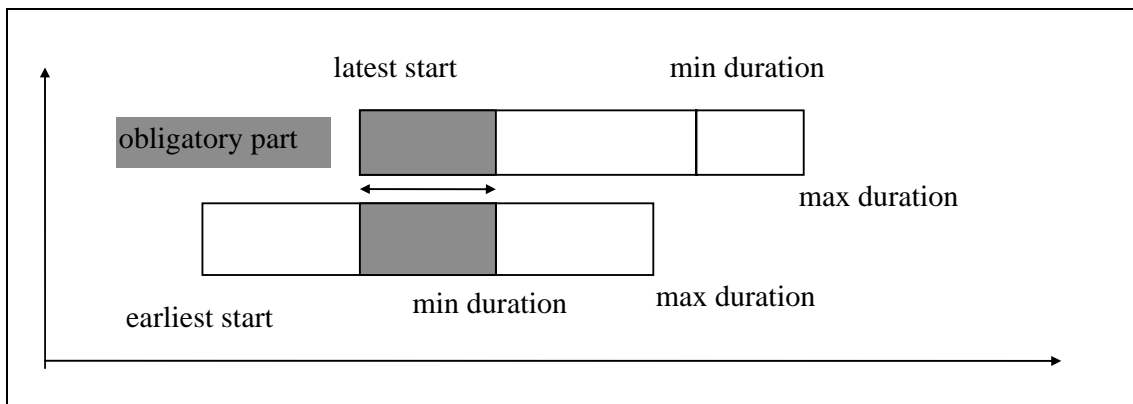 latest start
min duration
obligatory part
max duration
min duration
max duration
earliest start